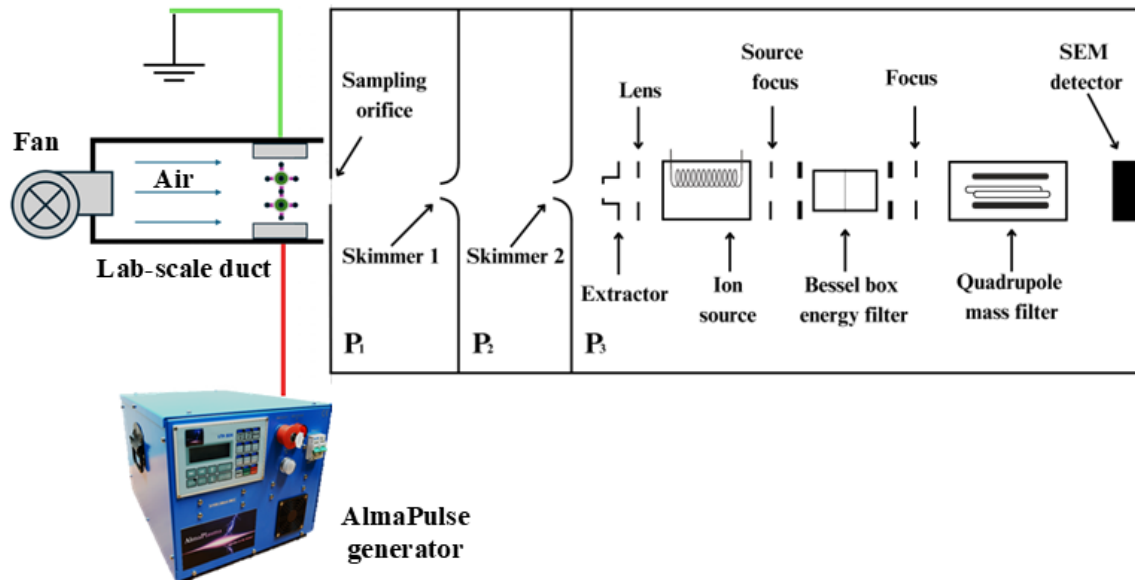 Fan
Air
Lab-scale duct
Sampling
orifice
Skimmer 1
Skimmer 2
Lens
Source
focus
Focus
SEM
detector
Extractor
Ion
source
Bessel box
energy filter
Quadrupole
mass filter
P₁
P₂
P₃
AlmaPulse
generator
AlmaPlasma